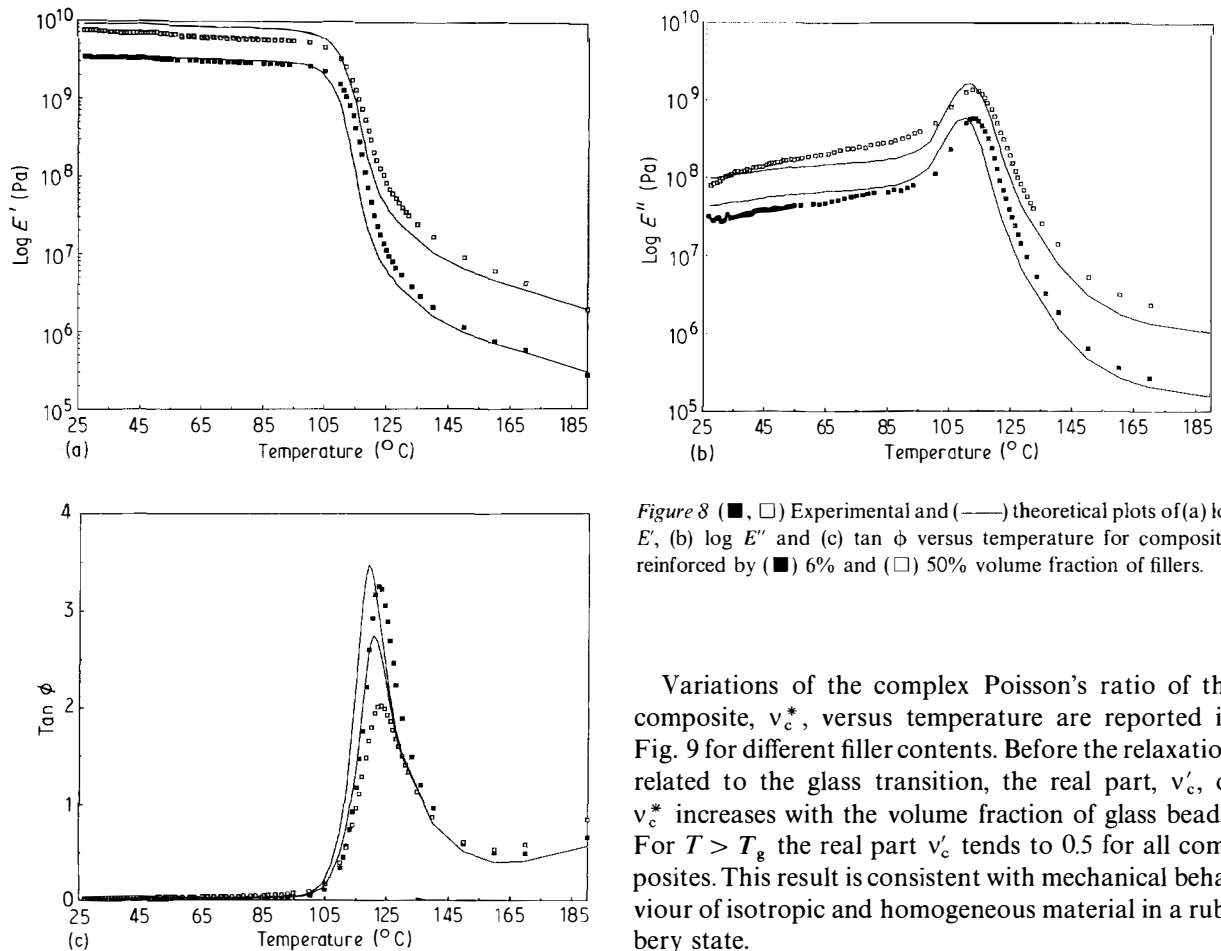 10^10
10^9
10^8
10^7
10^6
10^5
Log E′ (Pa)
25 45 65 85 105 125 145 165 185
(a) Temperature (°C)
10^10
10^9
10^8
10^7
10^6
10^5
Log E″ (Pa)
25 45 65 85 105 125 145 165 185
(b) Temperature (°C)
4
3
2
1
0
Tan ϕ
25 45 65 85 105 125 145 165 185
(c) Temperature (°C)
Figure 8 (■, □) Experimental and (——) theoretical plots of (a) lo
E′, (b) log E″ and (c) tan ϕ versus temperature for composit
reinforced by (■) 6% and (□) 50% volume fraction of fillers.
Variations of the complex Poisson's ratio of th
composite, ν_c^*, versus temperature are reported i
Fig. 9 for different filler contents. Before the relaxatio
related to the glass transition, the real part, ν′_c, o
ν_c^* increases with the volume fraction of glass bead
For T > T_g the real part ν′_c tends to 0.5 for all com
posites. This result is consistent with mechanical beha
viour of isotropic and homogeneous material in a rub
bery state.